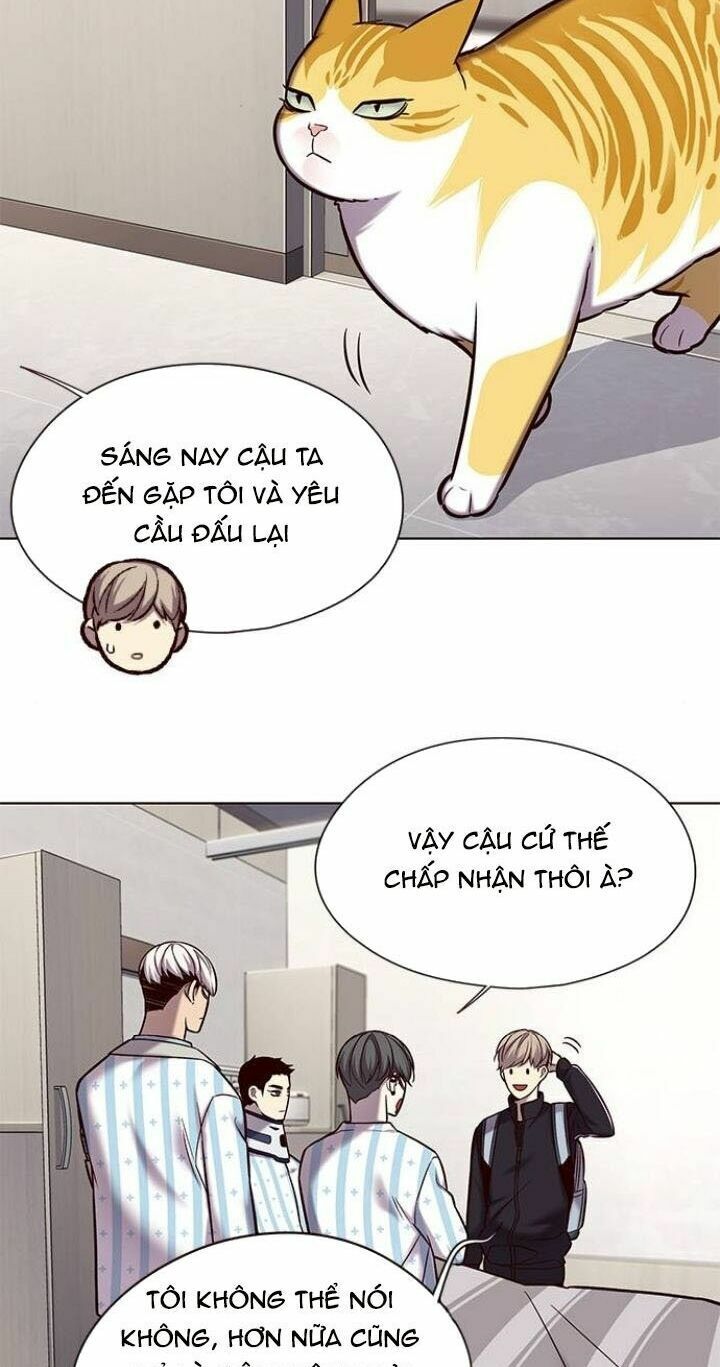 SÁNG NAY CẬU TA
ĐẾN GẶP TÔI VÀ YÊU
CẦU ĐẤU LẠI
VẬY CẬU CỨ THẾ
CHẤP NHẬN THÔI À?
TÔI KHÔNG THỂ NÓI
KHÔNG, HƠN NỮA CŨNG